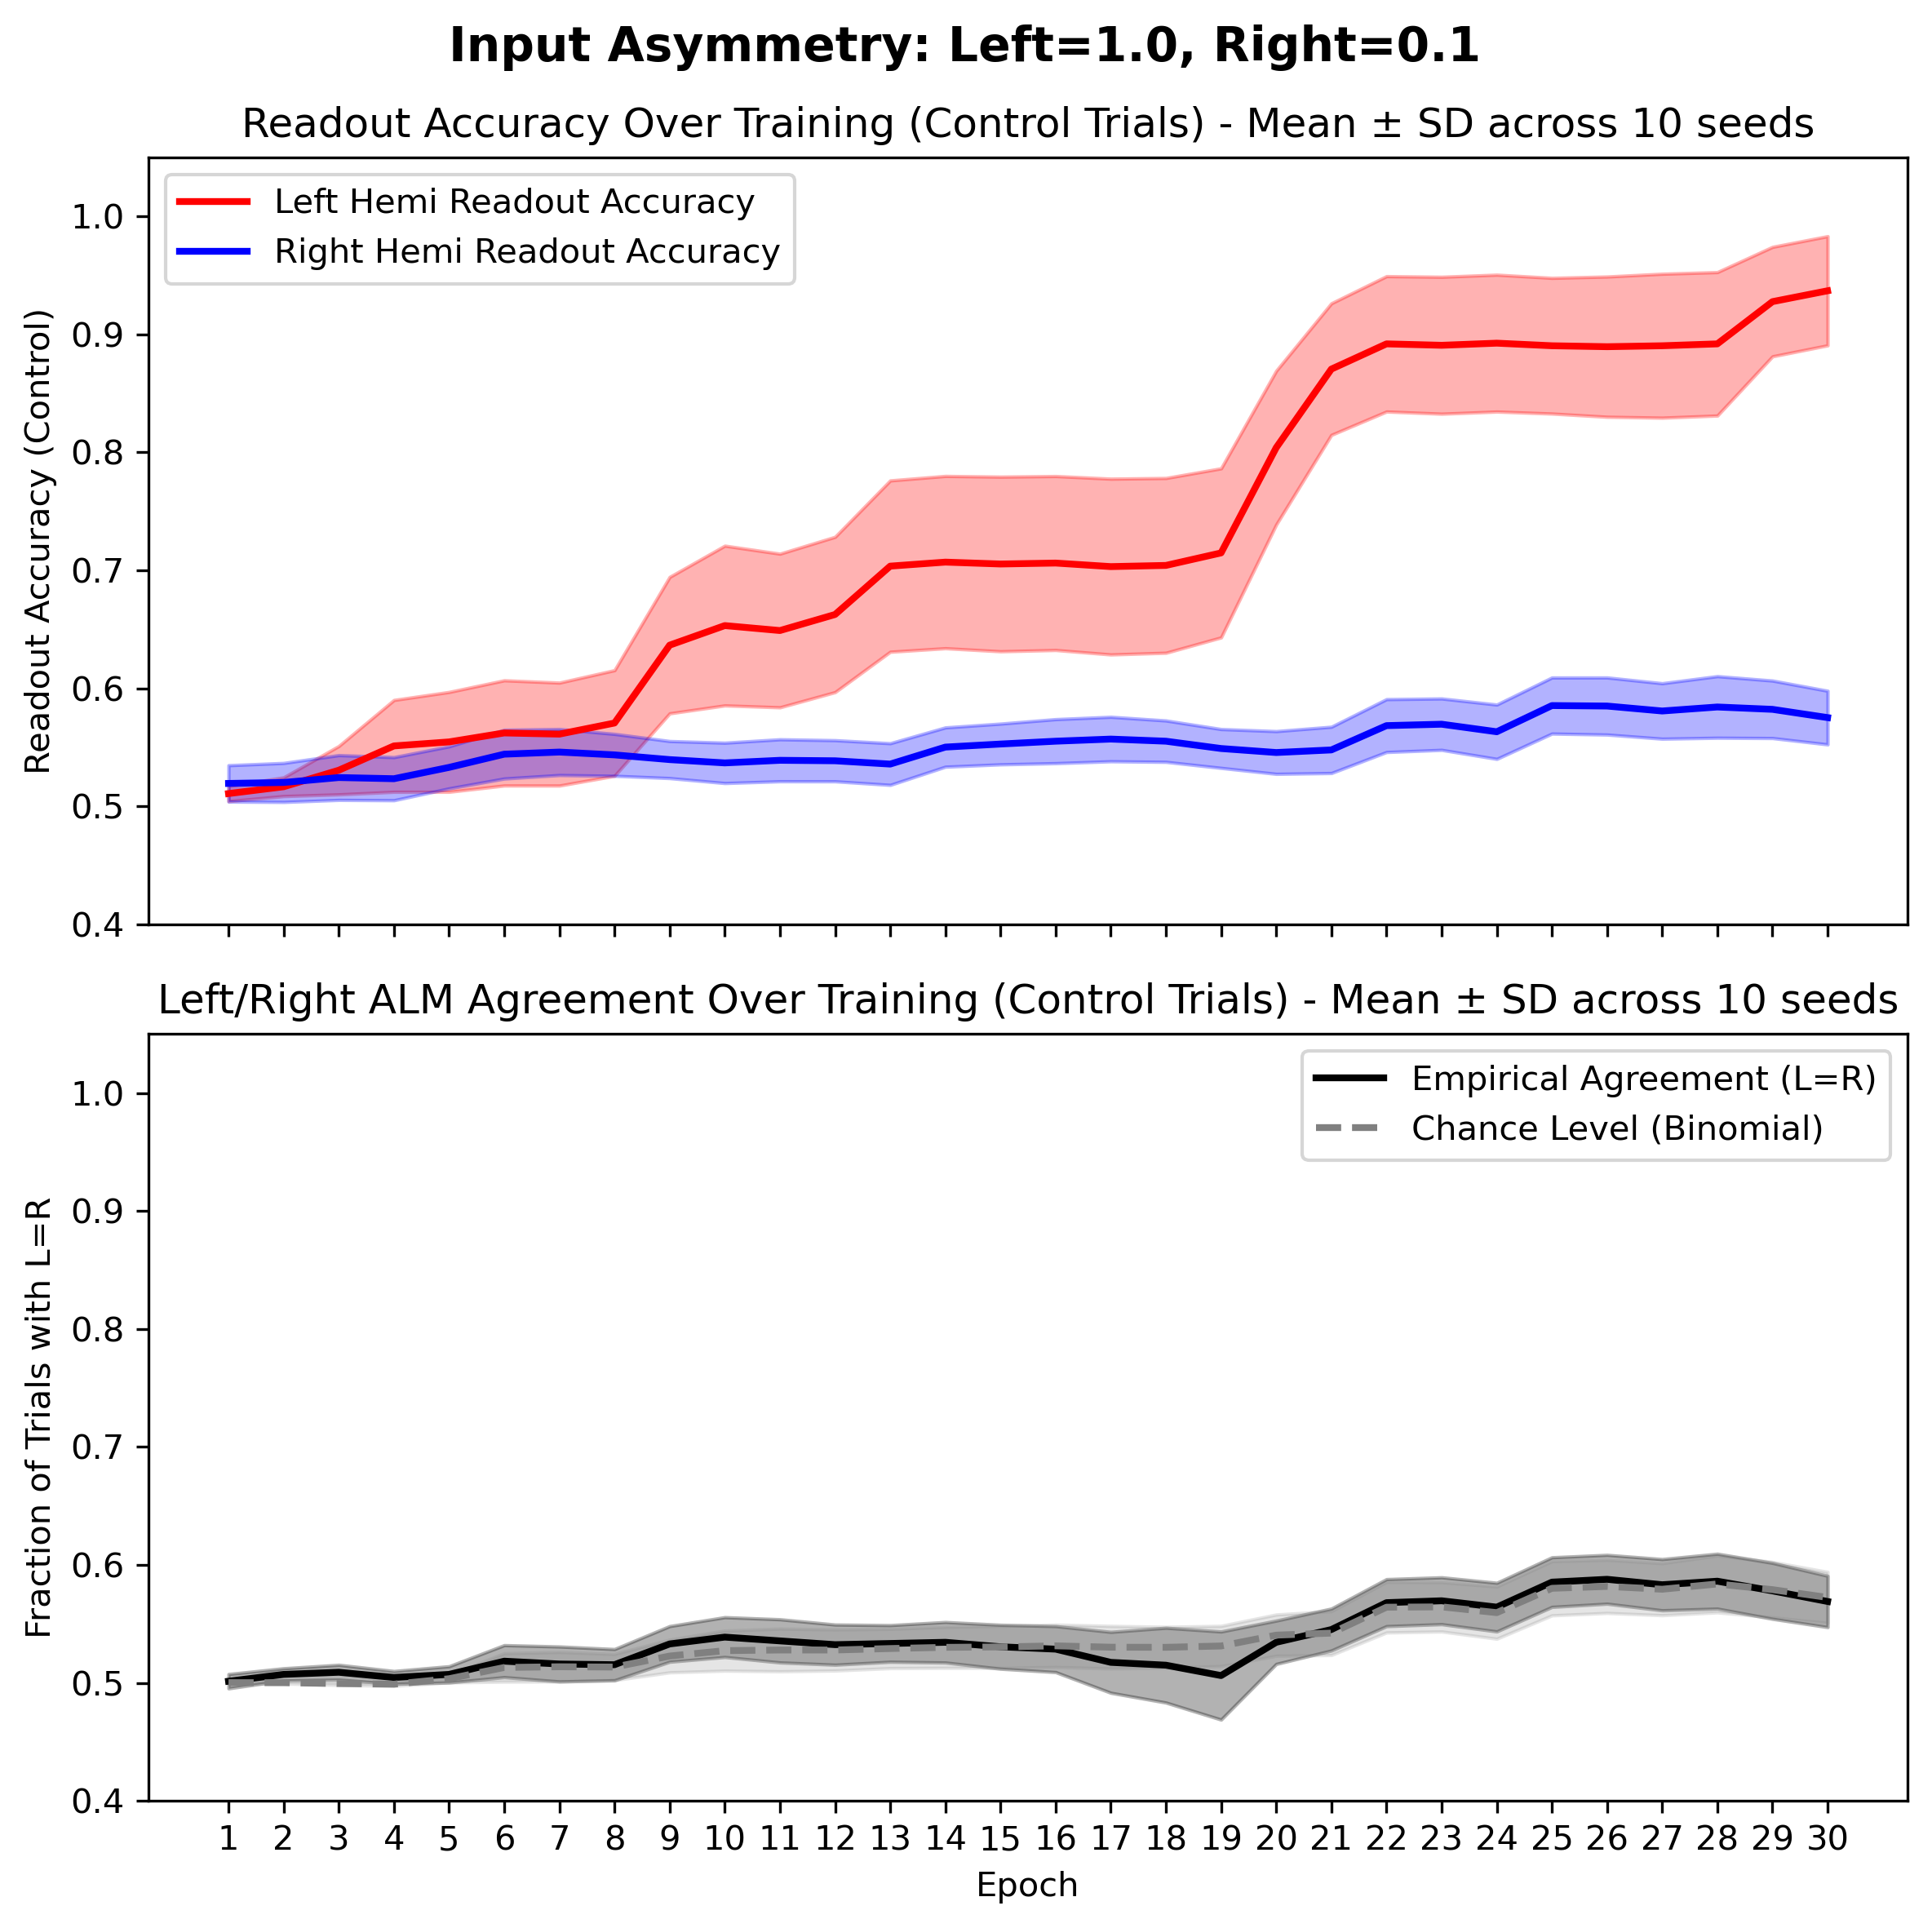 Input Asymmetry: Left=1.0, Right=0.1
Readout Accuracy Over Training (Control Trials) - Mean ± SD across 10 seeds
Left Hemi Readout Accuracy
Right Hemi Readout Accuracy
Readout Accuracy (Control)
1.0
0.9
0.8
0.7
0.6
0.5
0.4
Left/Right ALM Agreement Over Training (Control Trials) - Mean ± SD across 10 seeds
Empirical Agreement (L=R)
Chance Level (Binomial)
Fraction of Trials with L=R
1.0
0.9
0.8
0.7
0.6
0.5
0.4
1 2 3 4 5 6 7 8 9 10 11 12 13 14 15 16 17 18 19 20 21 22 23 24 25 26 27 28 29 30
Epoch